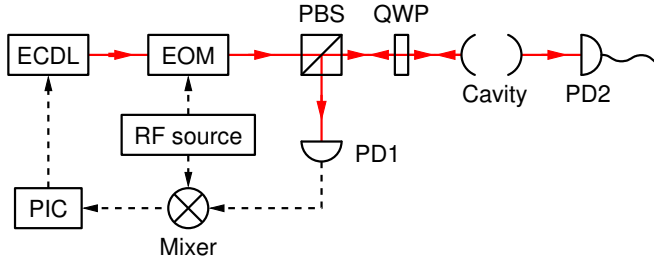 PBS QWP
ECDL EOM
Cavity PD2
RF source
PD1
PIC
Mixer